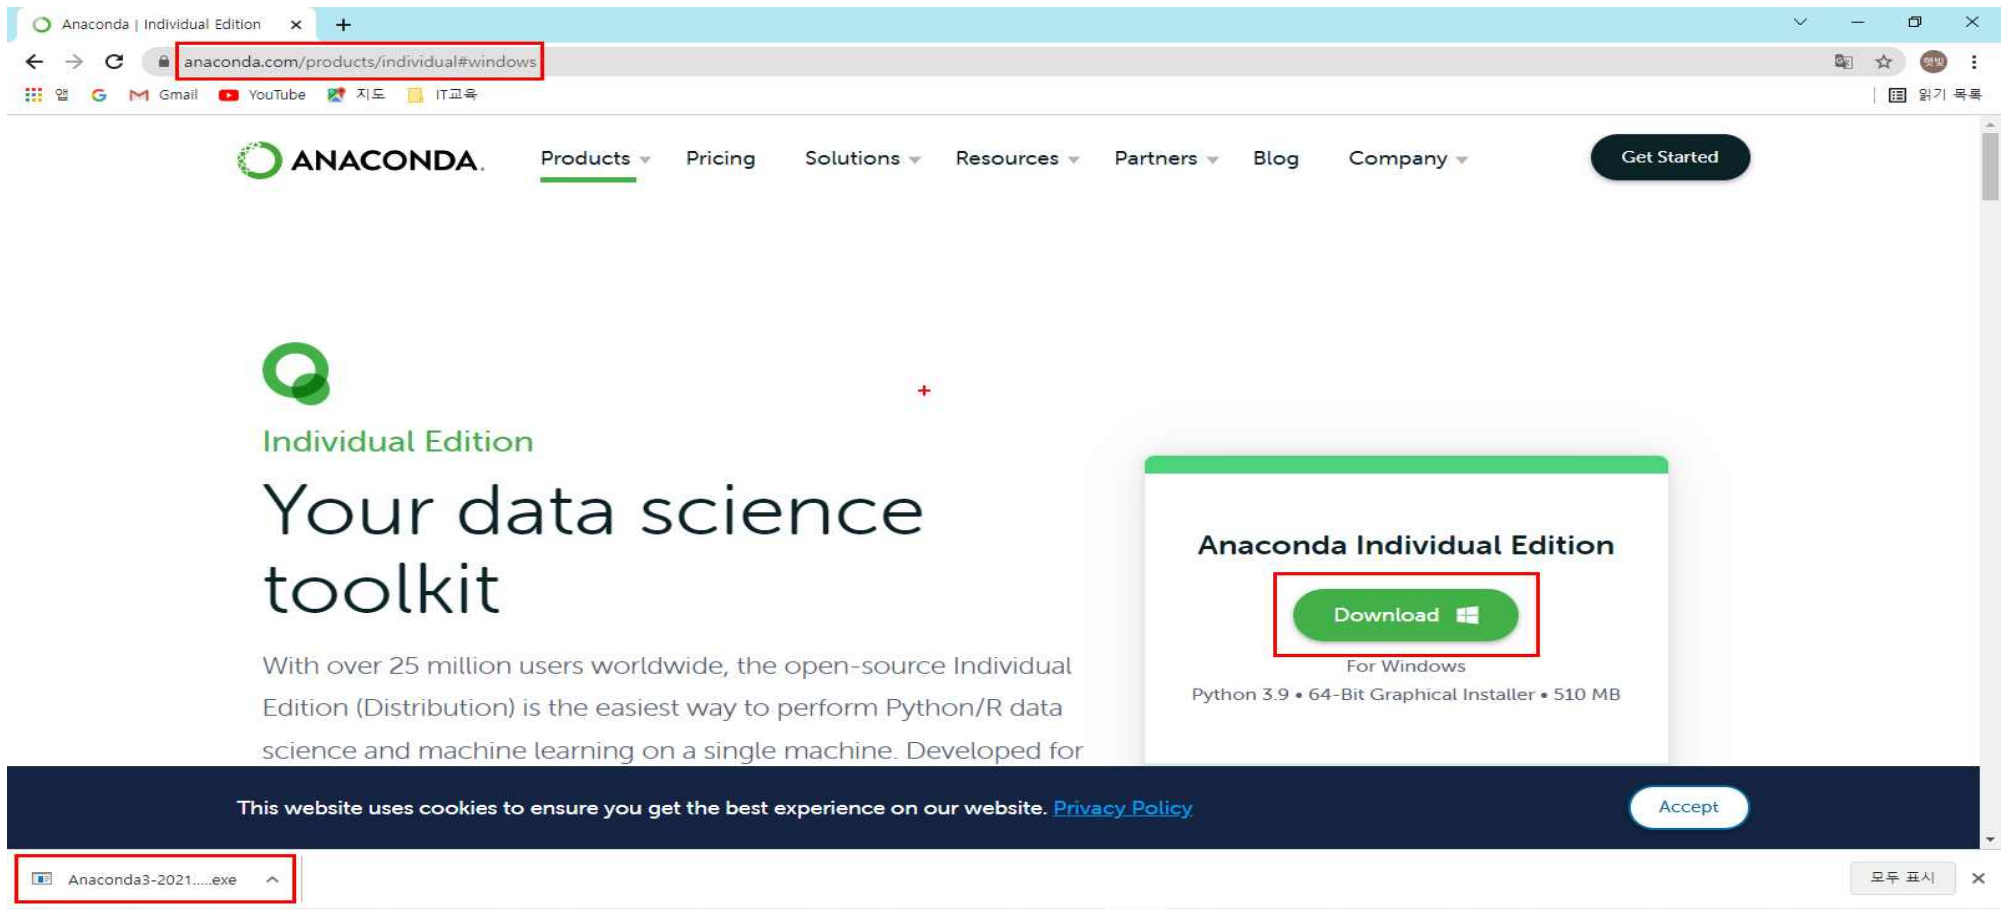 Anaconda | Individual Edition
anaconda.com/products/individual#windows
앱 Gmail YouTube 지도 IT교육 읽기 목록
ANACONDA. Products Pricing Solutions Resources Partners Blog Company Get Started
Individual Edition
Your data science
toolkit
With over 25 million users worldwide, the open-source Individual
Edition (Distribution) is the easiest way to perform Python/R data
science and machine learning on a single machine. Developed for
Anaconda Individual Edition
Download
For Windows
Python 3.9 • 64-Bit Graphical Installer • 510 MB
This website uses cookies to ensure you get the best experience on our website. Privacy Policy Accept
Anaconda3-2021.....exe 모두 표시